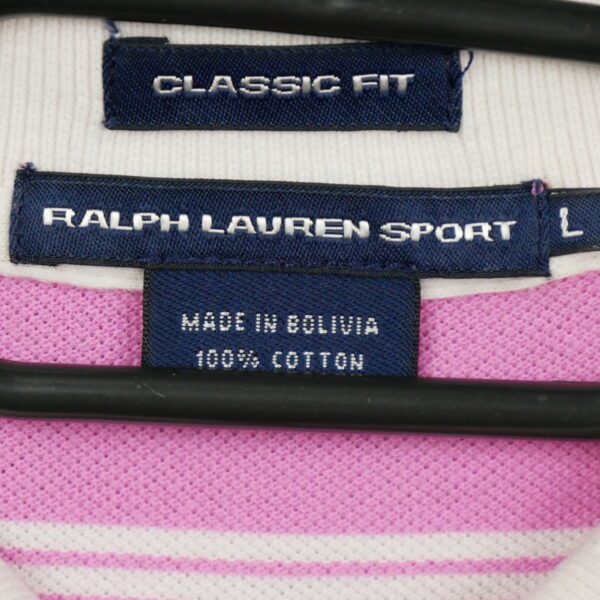 CLASSIC FIT
RALPH LAUREN SPORT L
MADE IN BOLIVIA
100% COTTON